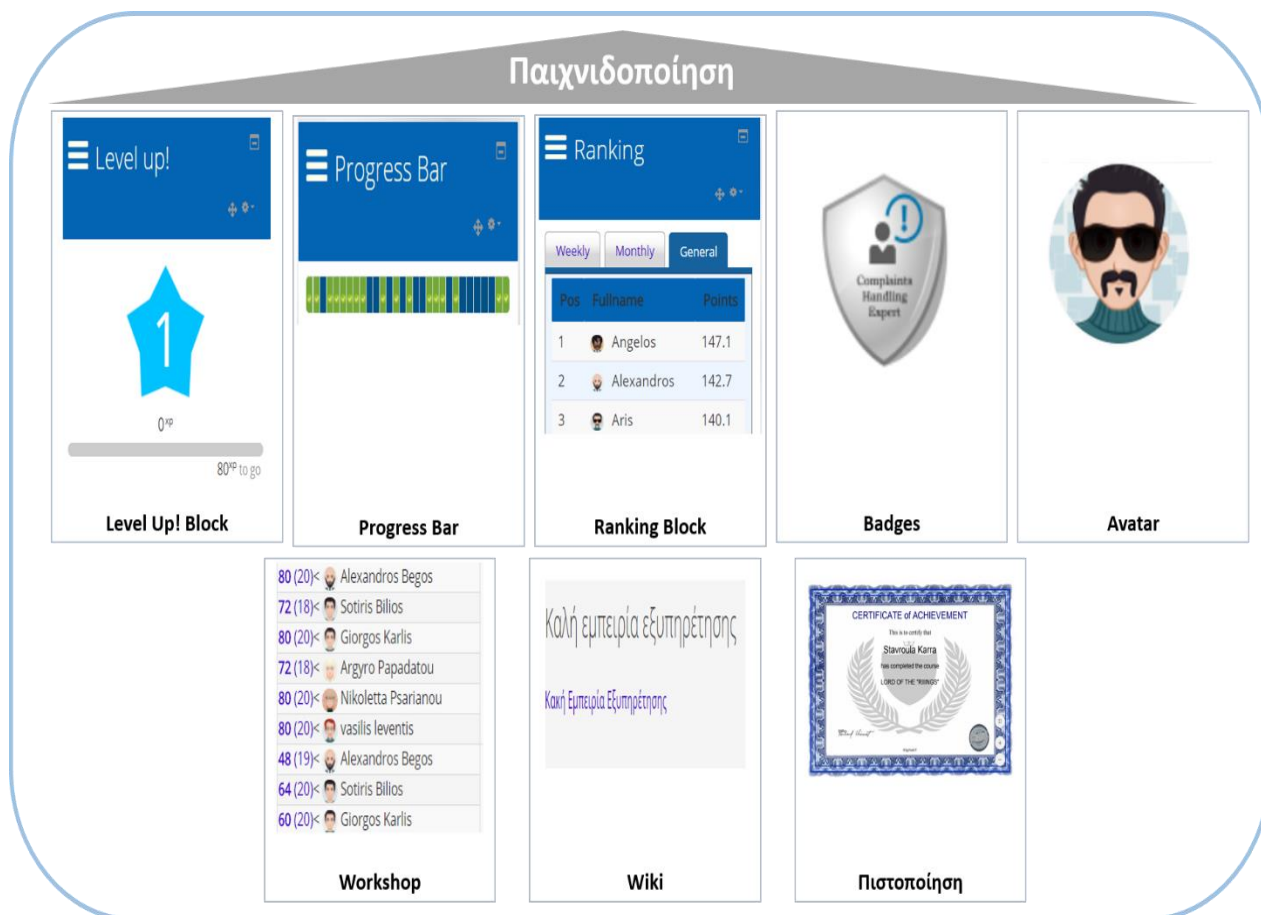 Παιχνιδοποίηση
Level up!
1
0xp
80xp to go
Level Up! Block
Progress Bar
Progress Bar
Ranking
Weekly Monthly General
Pos Fullname Points
1 Angelos 147.1
2 Alexandros 142.7
3 Aris 140.1
Ranking Block
Complaints
Handling
Expert
Badges
Avatar
80 (20)< Alexandros Begos
72 (18)< Sotiris Bilios
80 (20)< Giorgos Karlis
72 (18)< Argyro Papadatou
80 (20)< Nikoletta Psarianou
80 (20)< vasilis leventis
48 (19)< Alexandros Begos
64 (20)< Sotiris Bilios
60 (20)< Giorgos Karlis
Workshop
Καλή εμπειρία εξυπηρέτησης
Κακή Εμπειρία Εξυπηρέτησης
Wiki
CERTIFICATE of ACHIEVEMENT
This is to certify that
Stavroula Karra
has completed the course
LORD OF THE "RIIINGS"
Πιστοποίηση